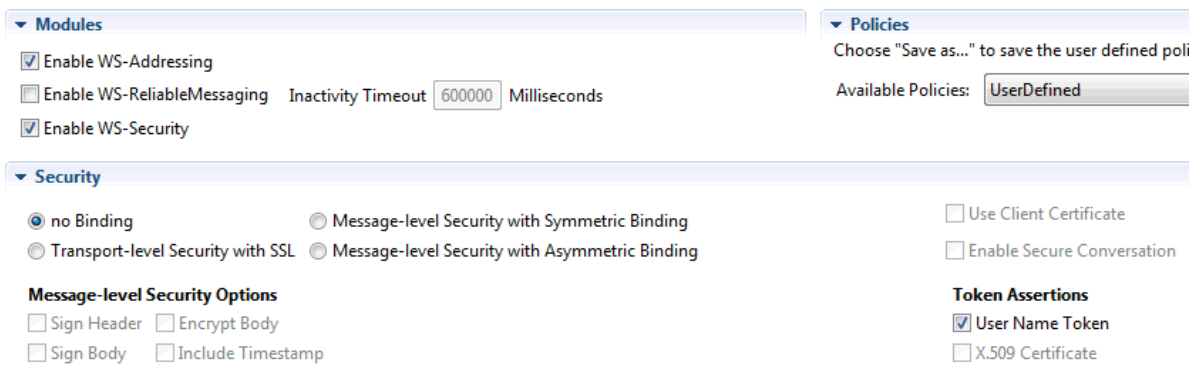 Modules
Enable WS-Addressing
Enable WS-ReliableMessaging Inactivity Timeout 600000 Milliseconds
Enable WS-Security
Policies
Choose "Save as..." to save the user defined poli
Available Policies: UserDefined
Security
no Binding Message-level Security with Symmetric Binding
Transport-level Security with SSL Message-level Security with Asymmetric Binding
Use Client Certificate
Enable Secure Conversation
Message-level Security Options
Sign Header Encrypt Body
Sign Body Include Timestamp
Token Assertions
User Name Token
X.509 Certificate